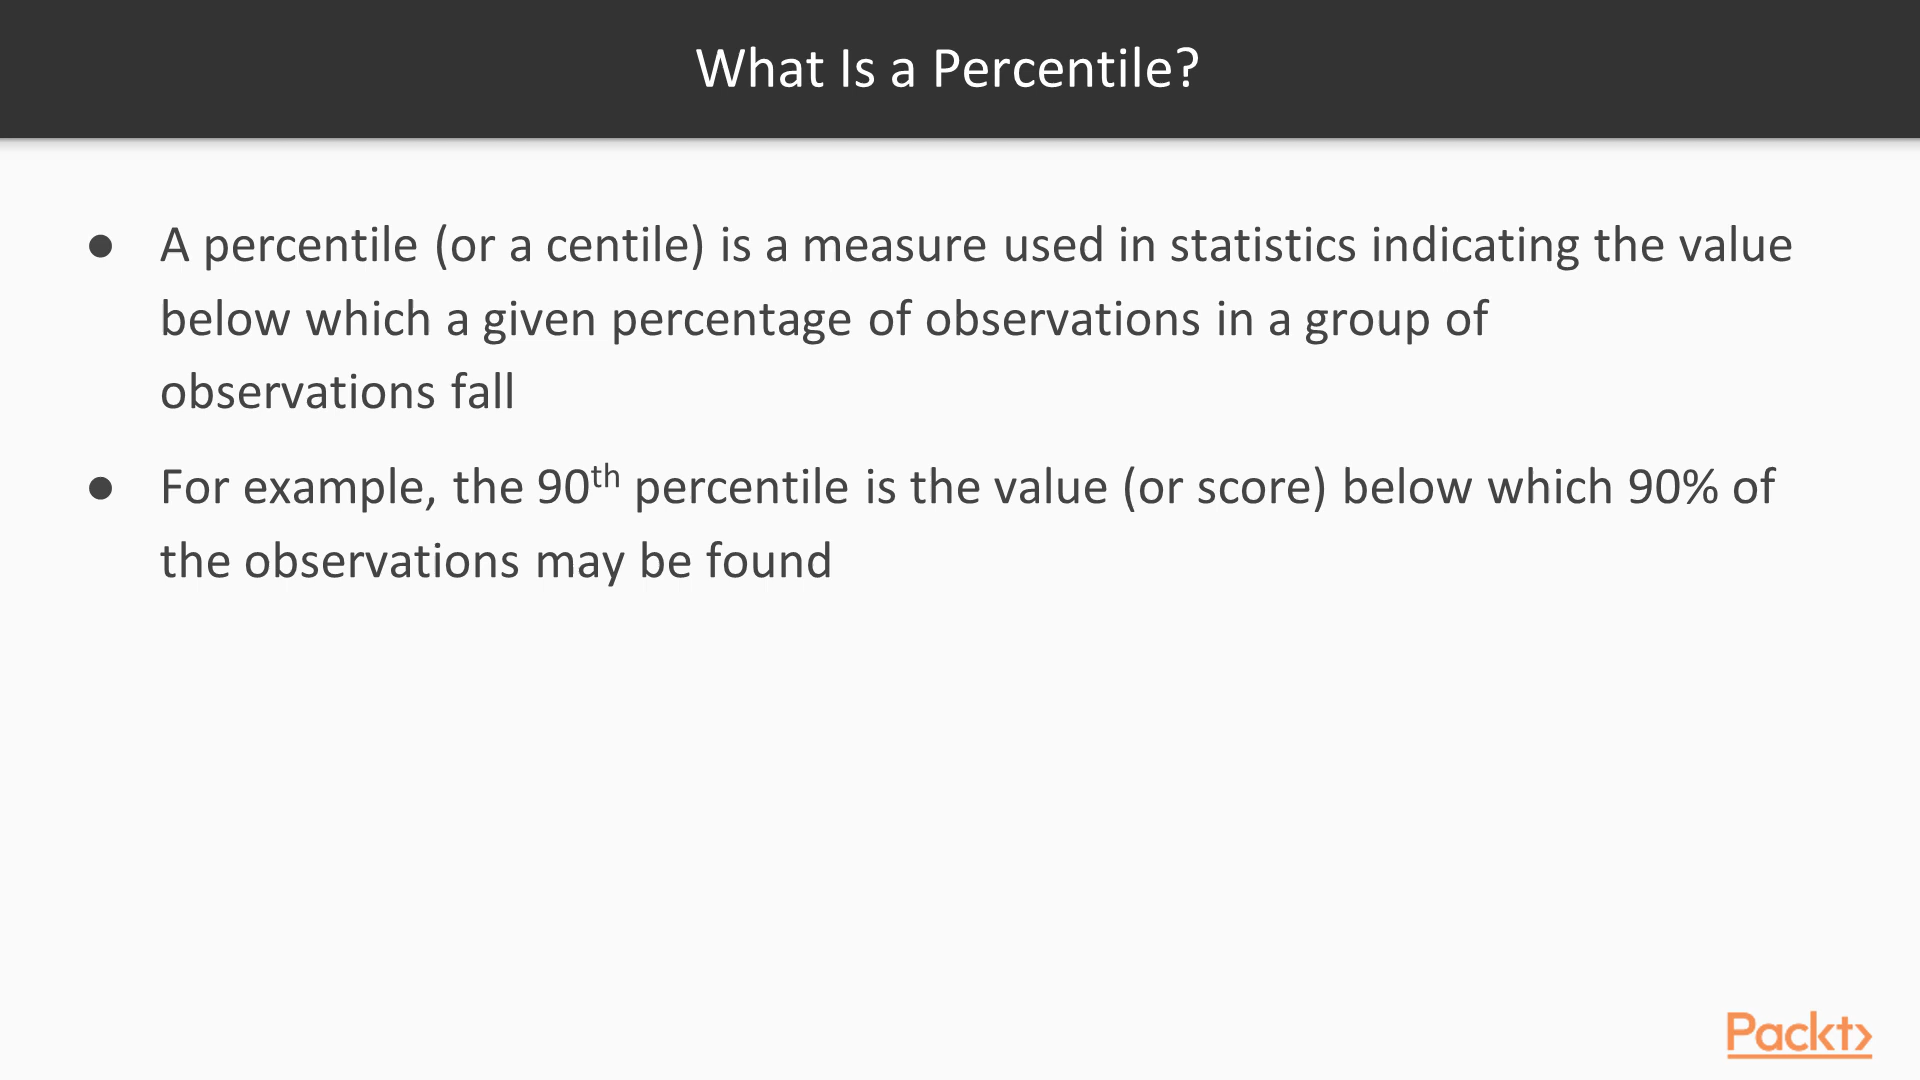 What Is a Percentile?
● A percentile (or a centile) is a measure used in statistics indicating the value
below which a given percentage of observations in a group of
observations fall
● For example, the 90th percentile is the value (or score) below which 90% of
the observations may be found
Packt>